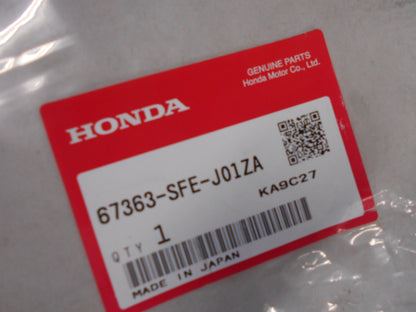 GENUINE PARTS
Honda Motor Co., Ltd.
HONDA
67363-SFE-J01ZA
KA9C27
QTY 1
MADE IN JAPAN